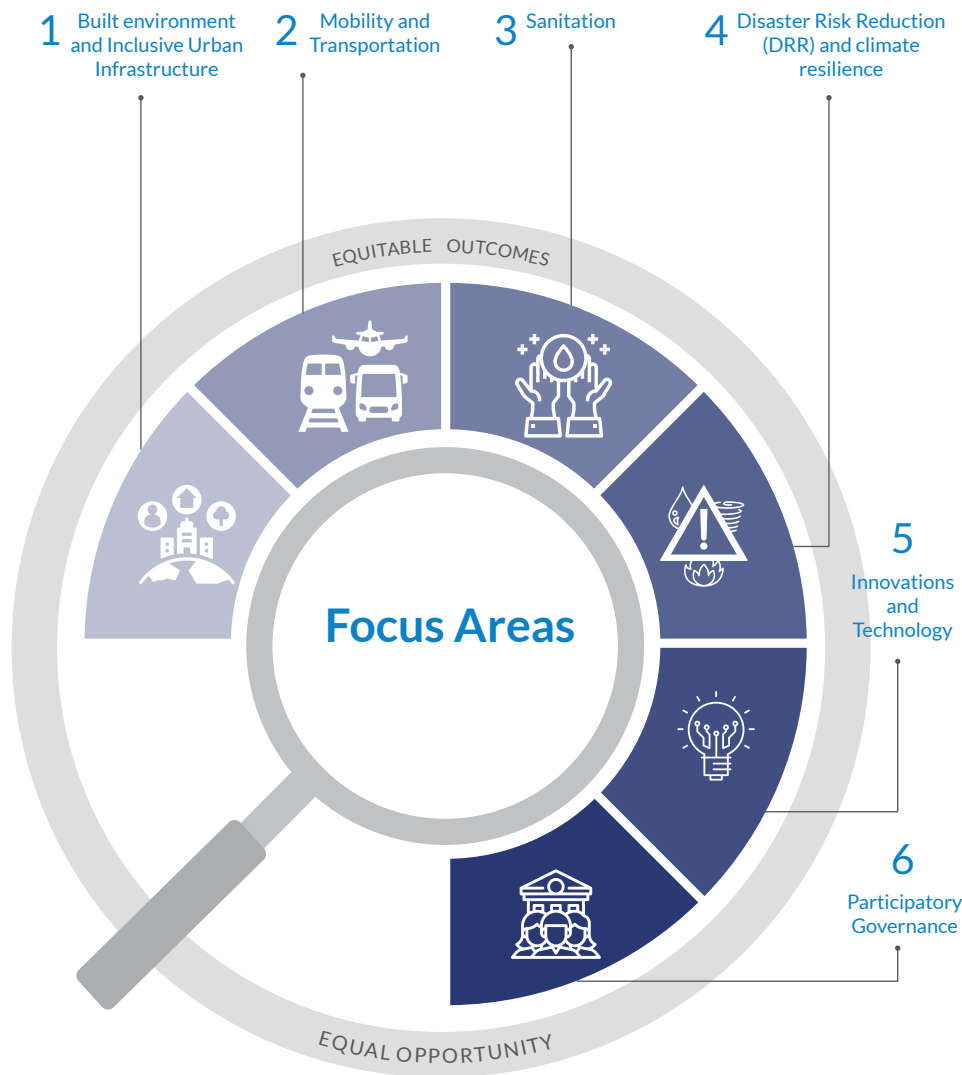 1
Built environment
and Inclusive Urban
Infrastructure
2
Mobility and
Transportation
3
Sanitation
4
Disaster Risk Reduction
(DRR) and climate
resilience
EQUITABLE OUTCOMES
5
Innovations
and
Technology
Focus Areas
6
Participatory
Governance
EQUAL OPPORTUNITY